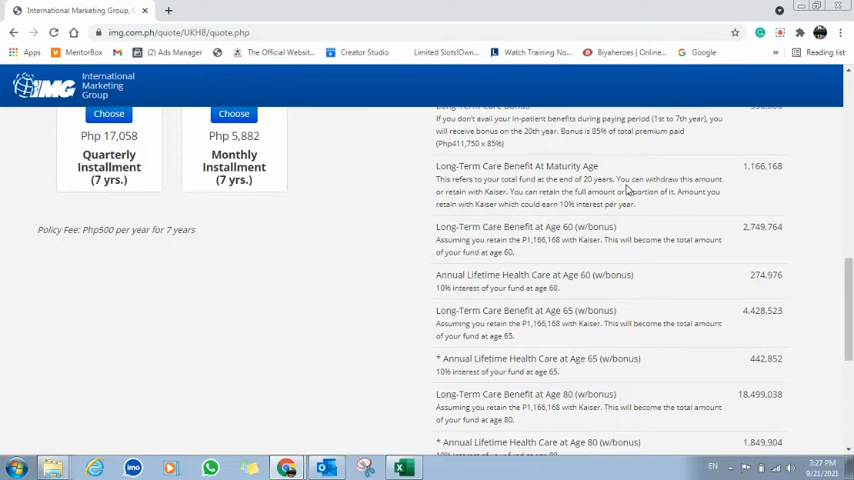 International Marketing Group, C
img.com.ph/quote/UKHB/quote.php
Apps
MentorBox
(2) Ads Manager
The Official Websit...
Creator Studio
Limited Slots!Own...
Watch Training No...
Biyaheroes | Online...
Google
»
Reading list
IMG
International
Marketing
Group
Choose
Php 17,058
Quarterly
Installment
(7 yrs.)
Choose
Php 5,882
Monthly
Installment
(7 yrs.)
Policy Fee: Php500 per year for 7 years
Long-Term Care Bonus
If you don't avail your in-patient benefits during paying period (1st to 7th year), you
will receive bonus on the 20th year. Bonus is 85% of total premium paid
(Php411,750 x 85%)
Long-Term Care Benefit At Maturity Age 1,166,168
This refers to your total fund at the end of 20 years. You can withdraw this amount
or retain with Kaiser. You can retain the full amount or portion of it. Amount you
retain with Kaiser which could earn 10% interest per year.
Long-Term Care Benefit at Age 60 (w/bonus) 2,749,764
Assuming you retain the P1,166,168 with Kaiser. This will become the total amount
of your fund at age 60.
Annual Lifetime Health Care at Age 60 (w/bonus) 274,976
10% interest of your fund at age 60.
Long-Term Care Benefit at Age 65 (w/bonus) 4,428,523
Assuming you retain the P1,166,168 with Kaiser. This will become the total amount
of your fund at age 65.
* Annual Lifetime Health Care at Age 65 (w/bonus) 442,852
10% interest of your fund at age 65.
Long-Term Care Benefit at Age 80 (w/bonus) 18,499,038
Assuming you retain the P1,166,168 with Kaiser. This will become the total amount
of your fund at age 80.
* Annual Lifetime Health Care at Age 80 (w/bonus) 1,849,904
imo
EN
3:27 PM
9/21/2021